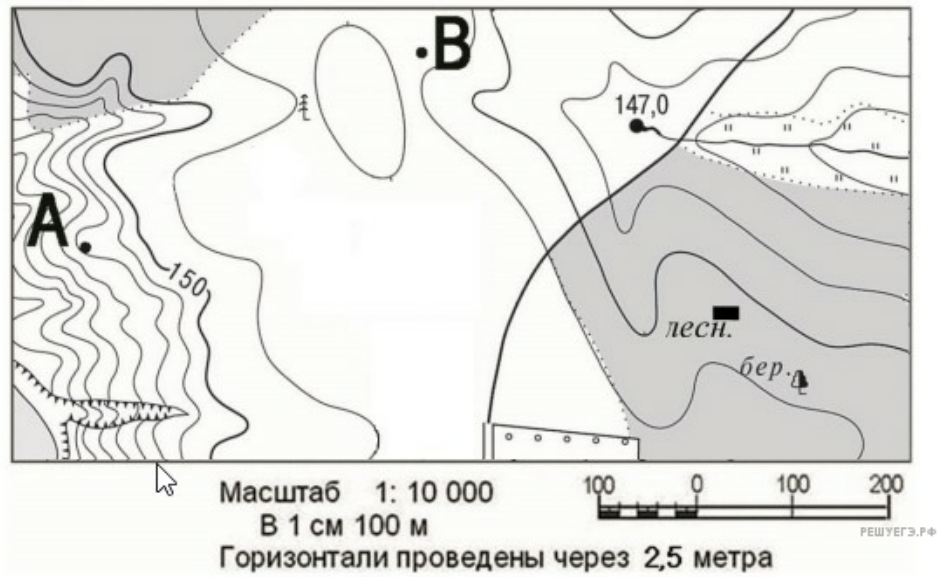 B
147,0
A
150
лесн.
бер.
Масштаб 1: 10 000
В 1 см 100 м
Горизонтали проведены через 2,5 метра
100 0 100 200
РЕШУЕГЭ.РФ